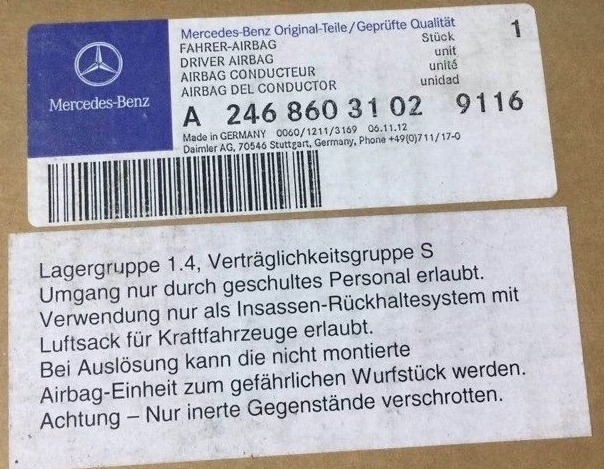 Mercedes-Benz
Mercedes-Benz Original-Teile/Geprüfte Qualität
FAHRER-AIRBAG Stück 1
DRIVER AIRBAG unit
AIRBAG CONDUCTEUR unité
AIRBAG DEL CONDUCTOR unidad
A 246 860 31 02 9116
Made in GERMANY 0060/1211/3169 06.11.12
Daimler AG, 70546 Stuttgart, Germany, Phone +49(0)711/17-0
Lagergruppe 1.4, Verträglichkeitsgruppe S
Umgang nur durch geschultes Personal erlaubt.
Verwendung nur als Insassen-Rückhaltesystem mit
Luftsack für Kraftfahrzeuge erlaubt.
Bei Auslösung kann die nicht montierte
Airbag-Einheit zum gefährlichen Wurfstück werden.
Achtung – Nur inerte Gegenstände verschrotten.